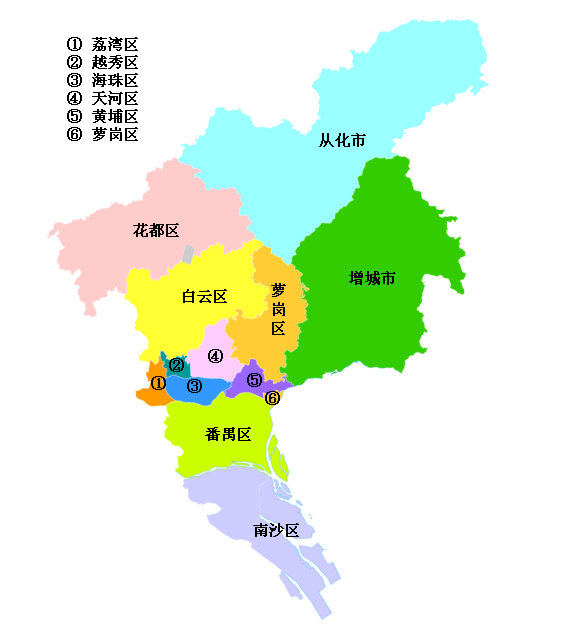 ① 荔湾区
② 越秀区
③ 海珠区
④ 天河区
⑤ 黄埔区
⑥ 萝岗区
从化市
花都区
增城市
白云区
萝岗区
④
②
①
③
⑤
⑥
番禺区
南沙区